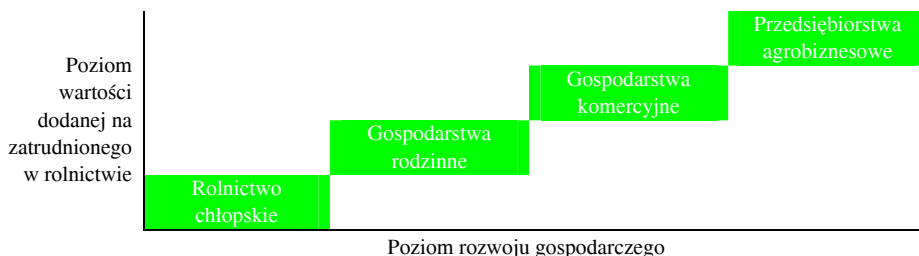 Poziom
wartości
dodanej na
zatrudnionego
w rolnictwie
Przedsiębiorstwa
agrobiznesowe
Gospodarstwa
komercyjne
Gospodarstwa
rodzinne
Rolnictwo
chłopskie
Poziom rozwoju gospodarczego